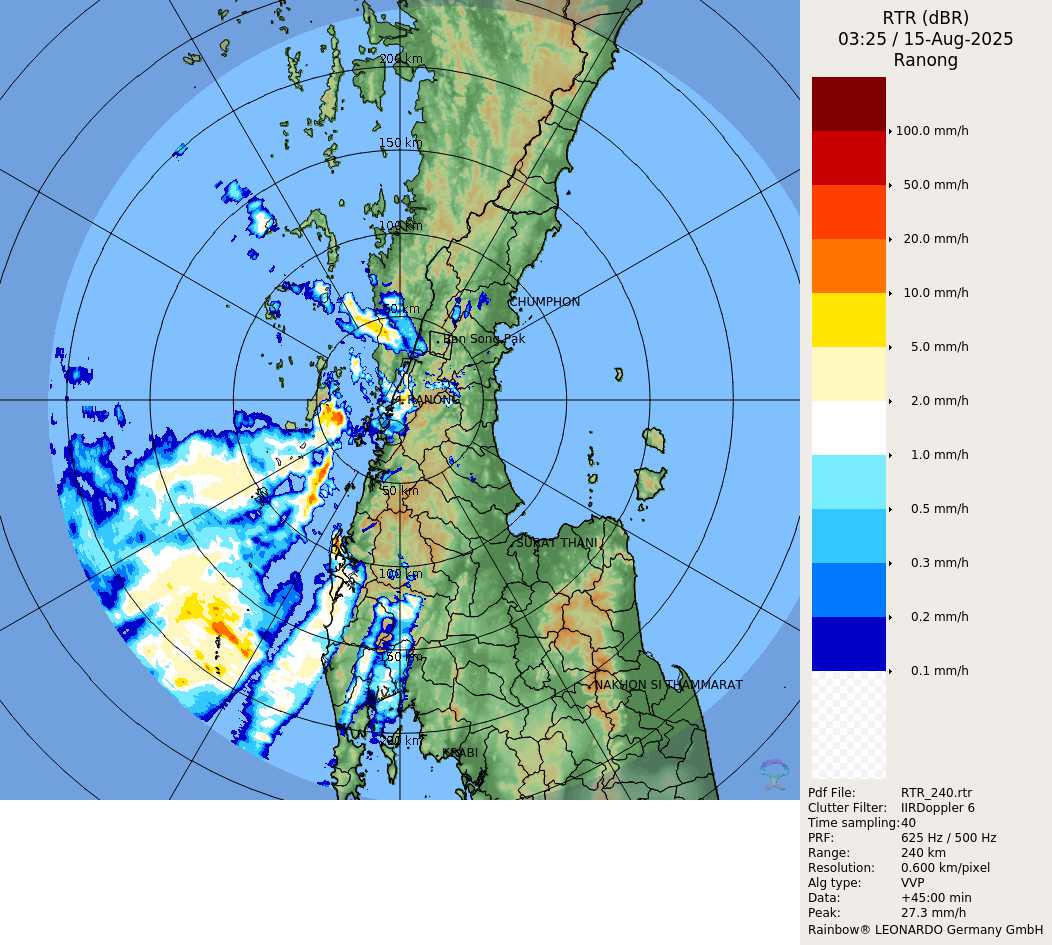 RTR (dBR)
03:25 / 15-Aug-2025
Ranong
100.0 mm/h
50.0 mm/h
20.0 mm/h
10.0 mm/h
5.0 mm/h
2.0 mm/h
1.0 mm/h
0.5 mm/h
0.3 mm/h
0.2 mm/h
0.1 mm/h
200 km
150 km
100 km
50 km
CHUMPHON
Ban Song Pak
RANONG
50 km
SURAT THANI
100 km
150 km
NAKHON SI THAMMARAT
200 km
KRABI
Pdf File: RTR_240.rtr
Clutter Filter: IIRDoppler 6
Time sampling: 40
PRF: 625 Hz / 500 Hz
Range: 240 km
Resolution: 0.600 km/pixel
Alg type: VVP
Data: +45:00 min
Peak: 27.3 mm/h
Rainbow® LEONARDO Germany GmbH